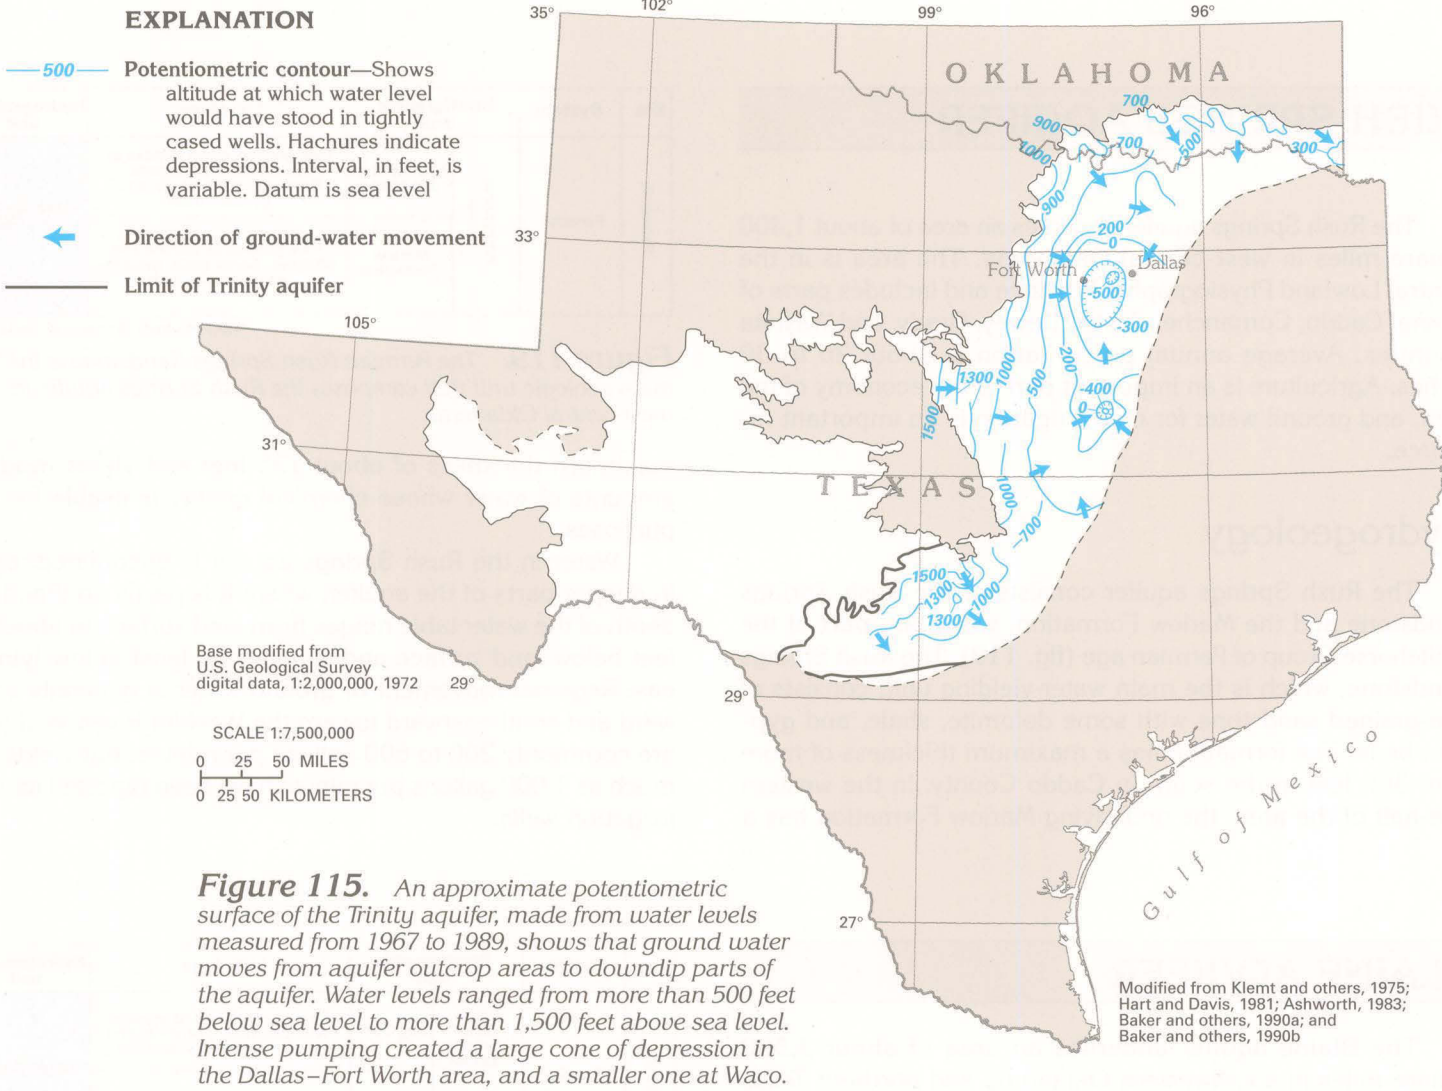 EXPLANATION
500 Potentiometric contour—Shows
altitude at which water level
would have stood in tightly
cased wells. Hachures indicate
depressions. Interval, in feet, is
variable. Datum is sea level
Direction of ground-water movement
Limit of Trinity aquifer
35° 102° 99° 96°
OKLAHOMA
700
900
1000
700
500
300
900
200
0
33°
Fort Worth
Dallas
-500
-300
105°
1000
1300
500
200
-400
0
1500
31°
TEXAS
1000
700
1500
1300
1000
1300
Base modified from
U.S. Geological Survey
digital data, 1:2,000,000, 1972
29°
29°
SCALE 1:7,500,000
0 25 50 MILES
0 25 50 KILOMETERS
27°
Gulf of Mexico
Figure 115. An approximate potentiometric
surface of the Trinity aquifer, made from water levels
measured from 1967 to 1989, shows that ground water
moves from aquifer outcrop areas to downdip parts of
the aquifer. Water levels ranged from more than 500 feet
below sea level to more than 1,500 feet above sea level.
Intense pumping created a large cone of depression in
the Dallas–Fort Worth area, and a smaller one at Waco.
Modified from Klemt and others, 1975;
Hart and Davis, 1981; Ashworth, 1983;
Baker and others, 1990a; and
Baker and others, 1990b